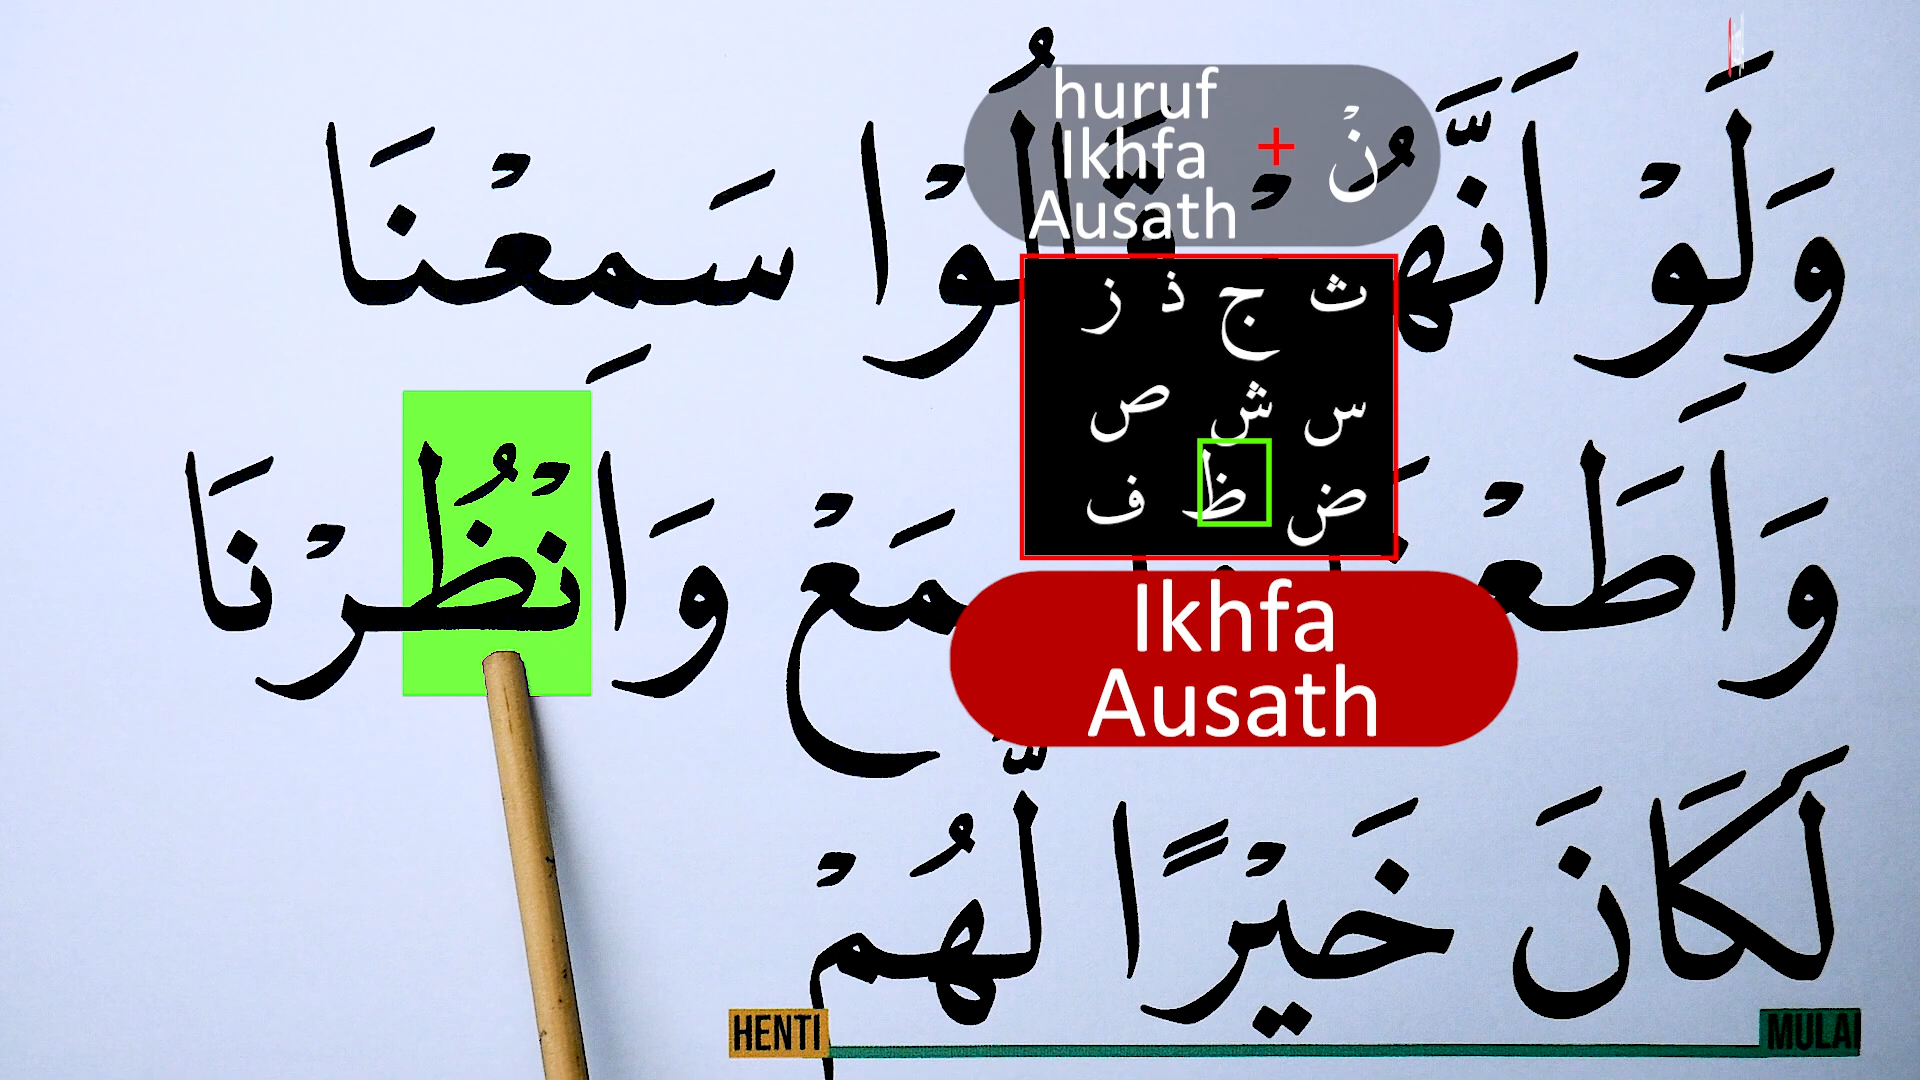 وَلَوْ اَنَّهُمْ قَالُوْا سَمِعْنَا
huruf
Ikhfa
Ausath
+ نْ
ث ج ذ ز
س ش ص
ض ظ ف
وَاَطَعْنَا وَاسْمَعْ وَانْظُرْنَا
Ikhfa
Ausath
لَكَانَ خَيْرًا لَّهُمْ
HENTI
MULAI